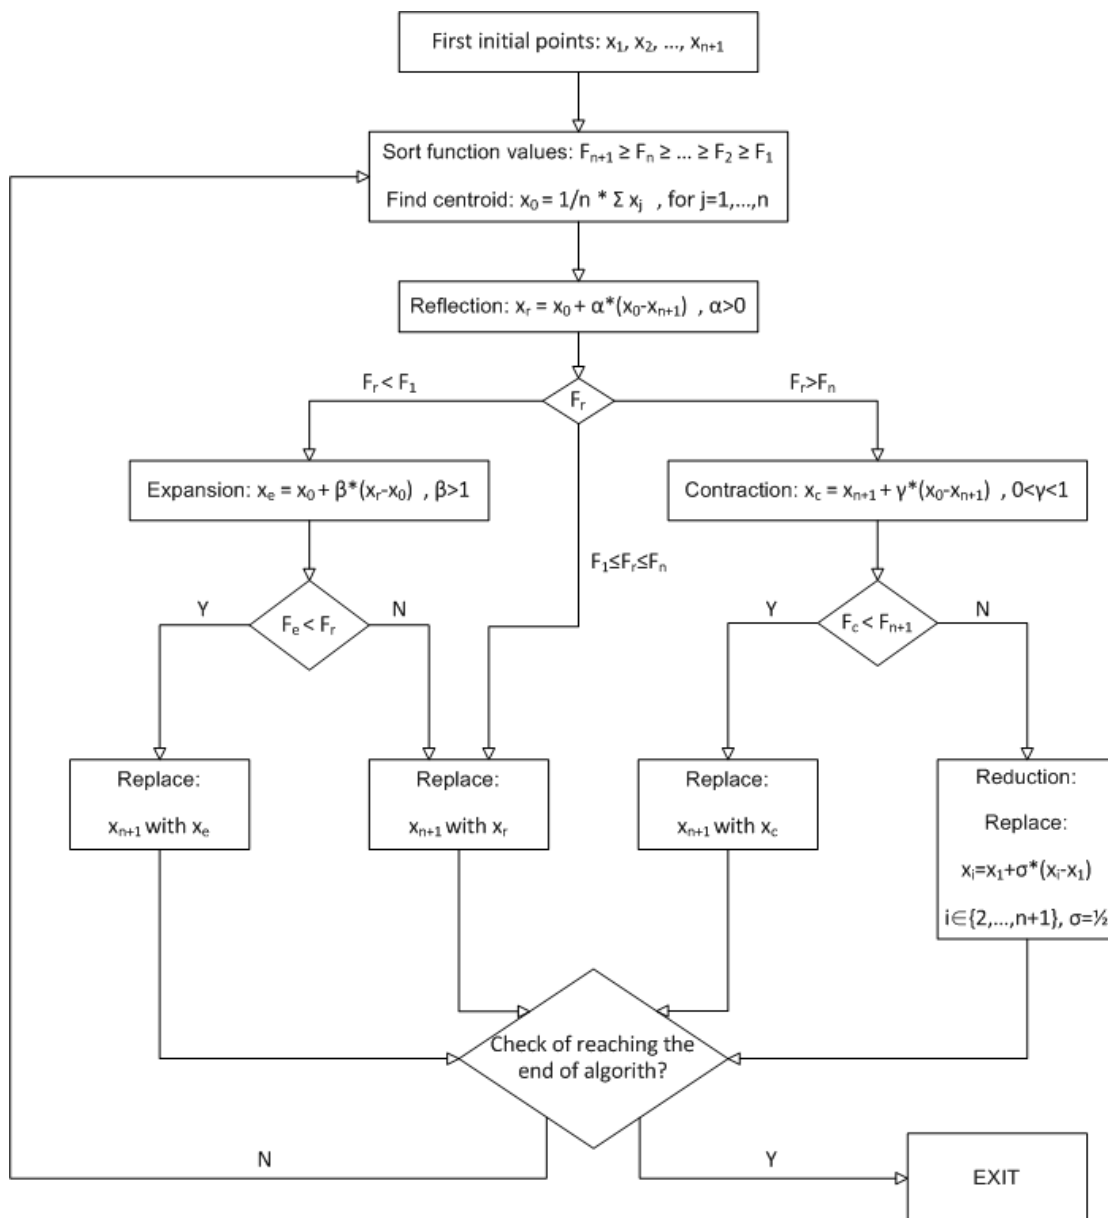 First initial points: x₁, x₂, ..., xₙ₊₁
Sort function values: Fₙ₊₁ ≥ Fₙ ≥ ... ≥ F₂ ≥ F₁
Find centroid: x₀ = 1/n * Σ xⱼ , for j=1,...,n
Reflection: xᵣ = x₀ + α*(x₀-xₙ₊₁) , α>0
Fᵣ < F₁
Fᵣ
Fᵣ>Fₙ
Expansion: xₑ = x₀ + β*(xᵣ-x₀) , β>1
Contraction: x_c = xₙ₊₁ + γ*(x₀-xₙ₊₁) , 0<γ<1
F₁≤Fᵣ≤Fₙ
Y
Fₑ < Fᵣ
N
Y
F_c < Fₙ₊₁
N
Replace:
xₙ₊₁ with xₑ
Replace:
xₙ₊₁ with xᵣ
Replace:
xₙ₊₁ with x_c
Reduction:
Replace:
xᵢ=x₁+σ*(xᵢ-x₁)
i∈{2,...,n+1}, σ=½
Check of reaching the
end of algorith?
N
Y
EXIT